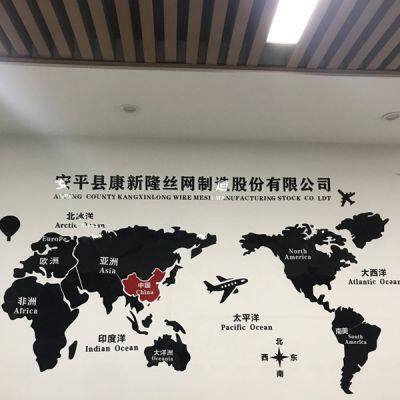 安平县康新隆丝网制造股份有限公司
ANPING COUNTY KANGXINLONG WIRE MESH MANUFACTURING STOCK CO LDT
北冰洋
Arctic Ocean
Europe
欧洲
亚洲
Asia
中国
China
非洲
Africa
印度洋
Indian Ocean
大洋洲
Oceania
太平洋
Pacific Ocean
North
America
大西洋
Atlantic Ocean
南美
South
America
北
西
东
南